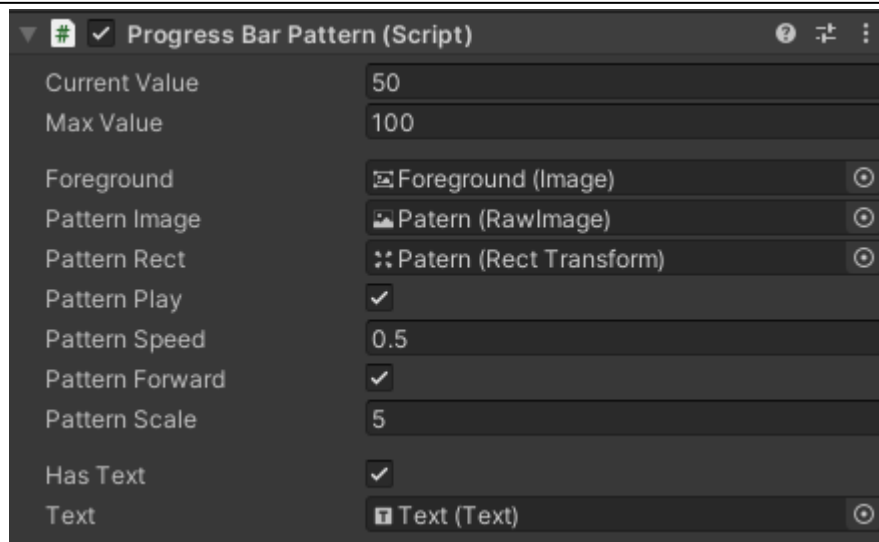 Progress Bar Pattern (Script)
Current Value 50
Max Value 100
Foreground Foreground (Image)
Pattern Image Patern (RawImage)
Pattern Rect Patern (Rect Transform)
Pattern Play
Pattern Speed 0.5
Pattern Forward
Pattern Scale 5
Has Text
Text Text (Text)